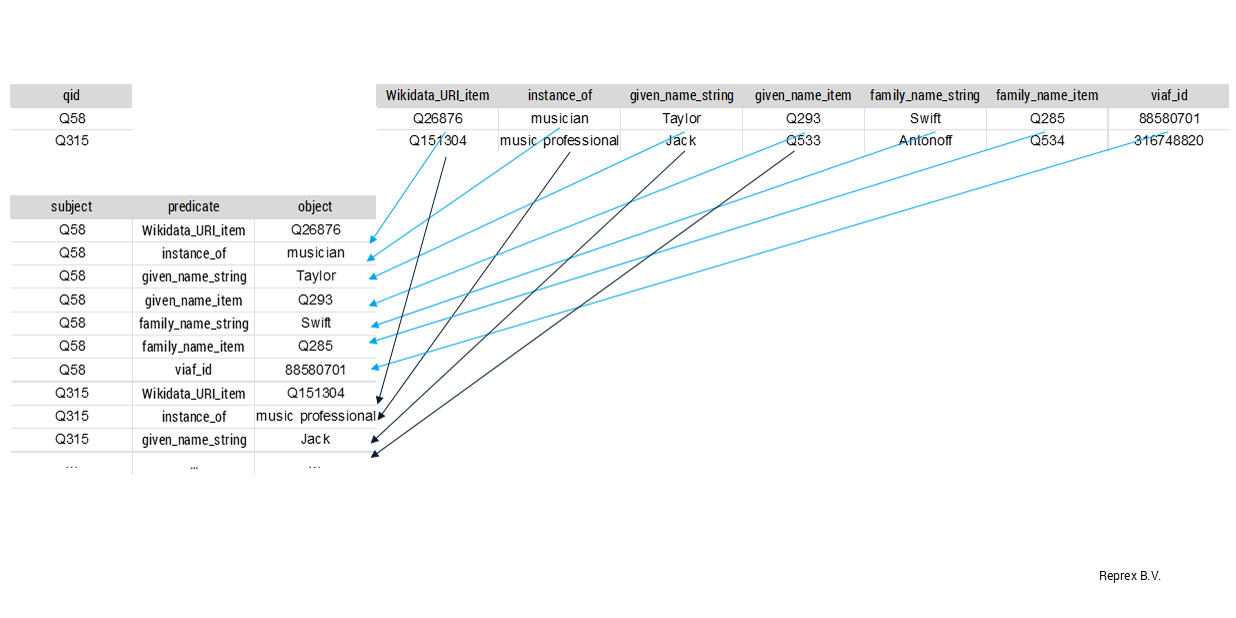 qid Wikidata_URI_item instance_of given_name_string given_name_item family_name_string family_name_item viaf_id
Q58 Q26876 musician Taylor Q293 Swift Q285 88580701
Q315 Q151304 music professional Jack Q533 Antonoff Q534 316748820
subject predicate object
Q58 Wikidata_URI_item Q26876
Q58 instance_of musician
Q58 given_name_string Taylor
Q58 given_name_item Q293
Q58 family_name_string Swift
Q58 family_name_item Q285
Q58 viaf_id 88580701
Q315 Wikidata_URI_item Q151304
Q315 instance_of music professional
Q315 given_name_string Jack
... ... ...
Reprex B.V.